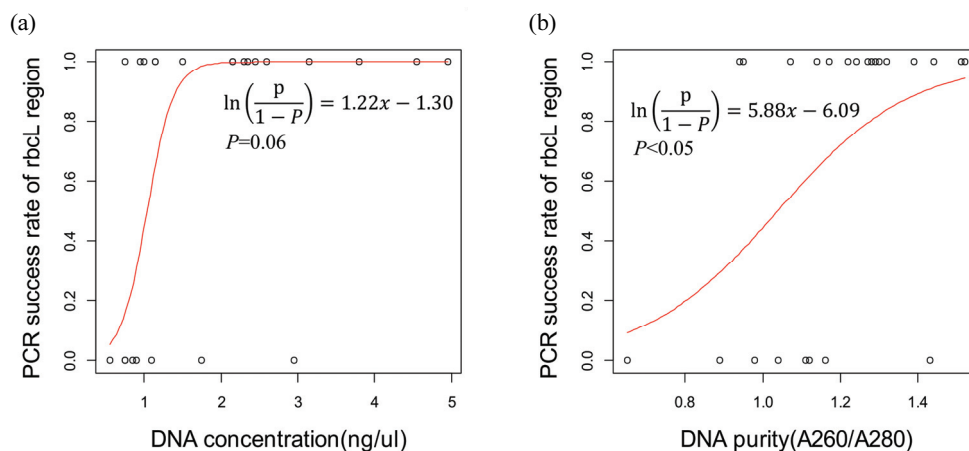 (a)
PCR success rate of rbcL region
1.0
0.8
0.6
0.4
0.2
0.0
ln(p/(1 − P)) = 1.22x − 1.30
P=0.06
1 2 3 4 5
DNA concentration(ng/ul)
(b)
PCR success rate of rbcL region
1.0
0.8
0.6
0.4
0.2
0.0
ln(p/(1 − P)) = 5.88x − 6.09
P<0.05
0.8 1.0 1.2 1.4
DNA purity(A260/A280)